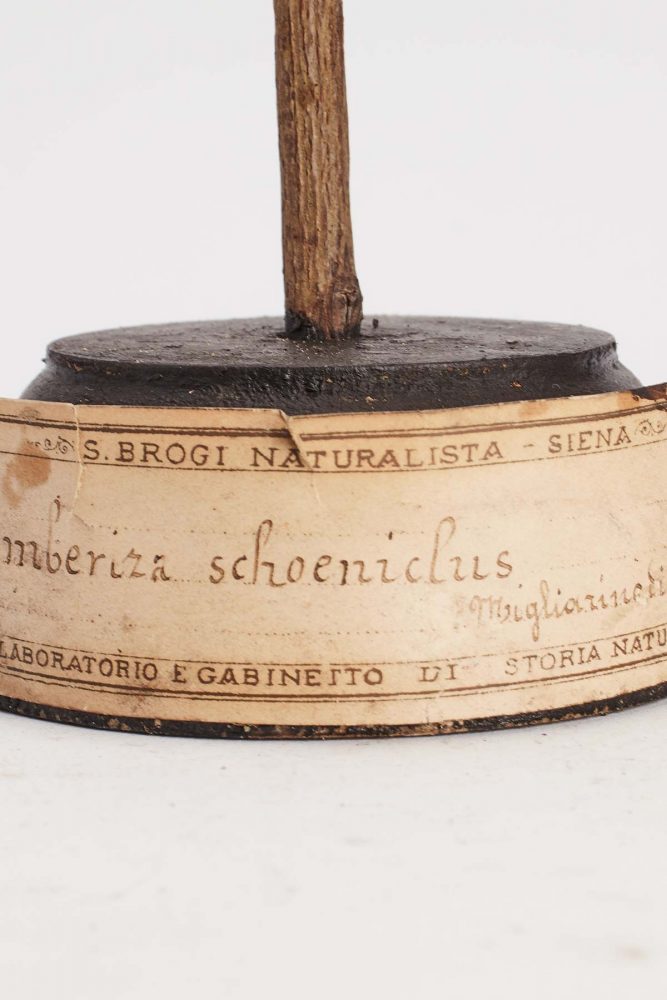 S. BROGI NATURALISTA - SIENA
mberiza schoeniclus
Migliarino di
LABORATORIO E GABINETTO DI STORIA NATU